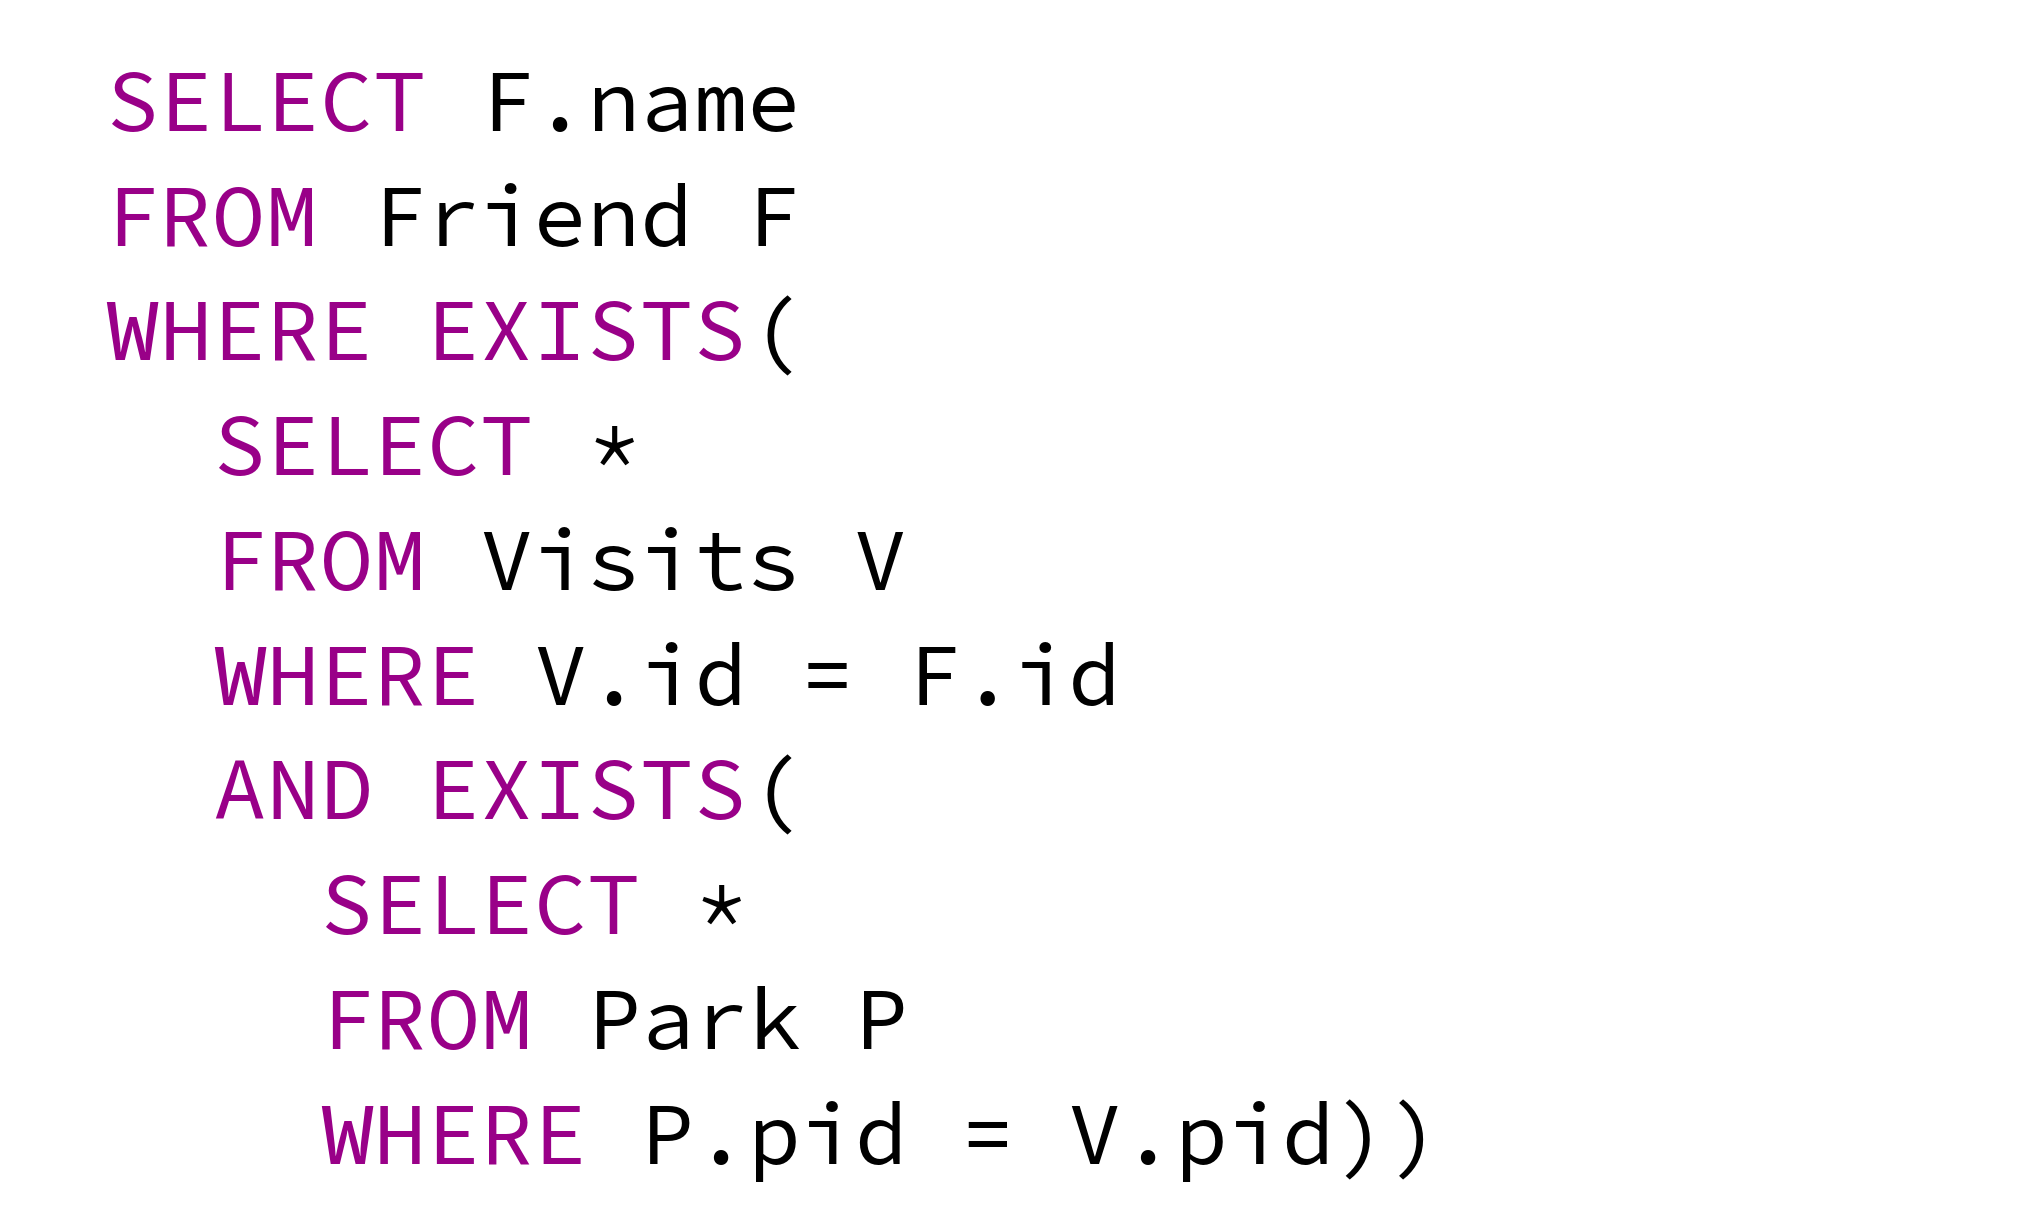 SELECT F.name
FROM Friend F
WHERE EXISTS(
SELECT *
FROM Visits V
WHERE V.id = F.id
AND EXISTS(
SELECT *
FROM Park P
WHERE P.pid = V.pid))